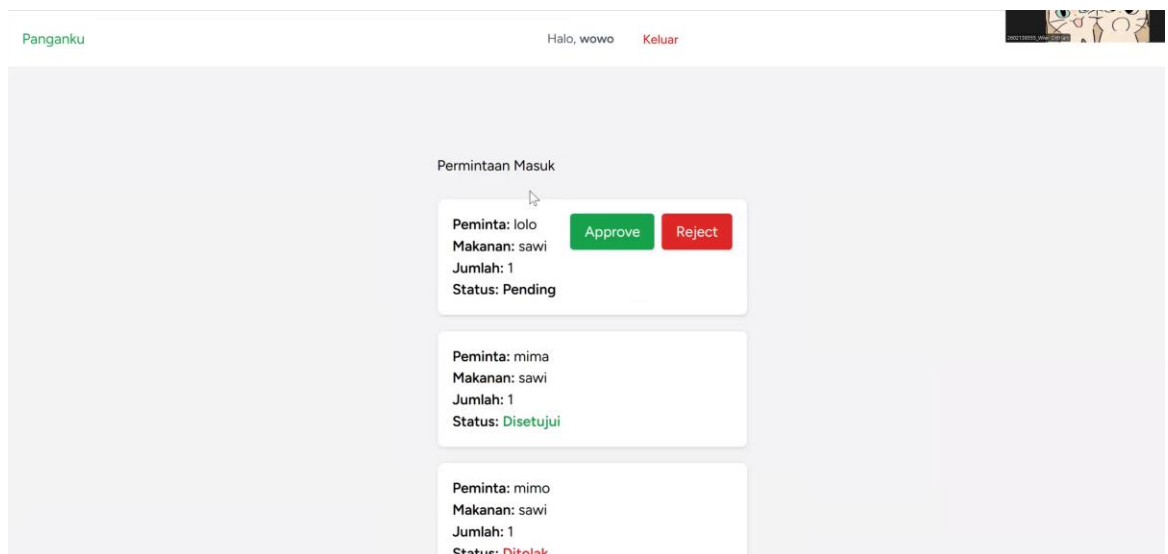 Panganku
Halo, wowo
Keluar
Permintaan Masuk
Peminta: lolo
Approve
Reject
Makanan: sawi
Jumlah: 1
Status: Pending
Peminta: mima
Makanan: sawi
Jumlah: 1
Status: Disetujui
Peminta: mimo
Makanan: sawi
Jumlah: 1
Status: Ditolak